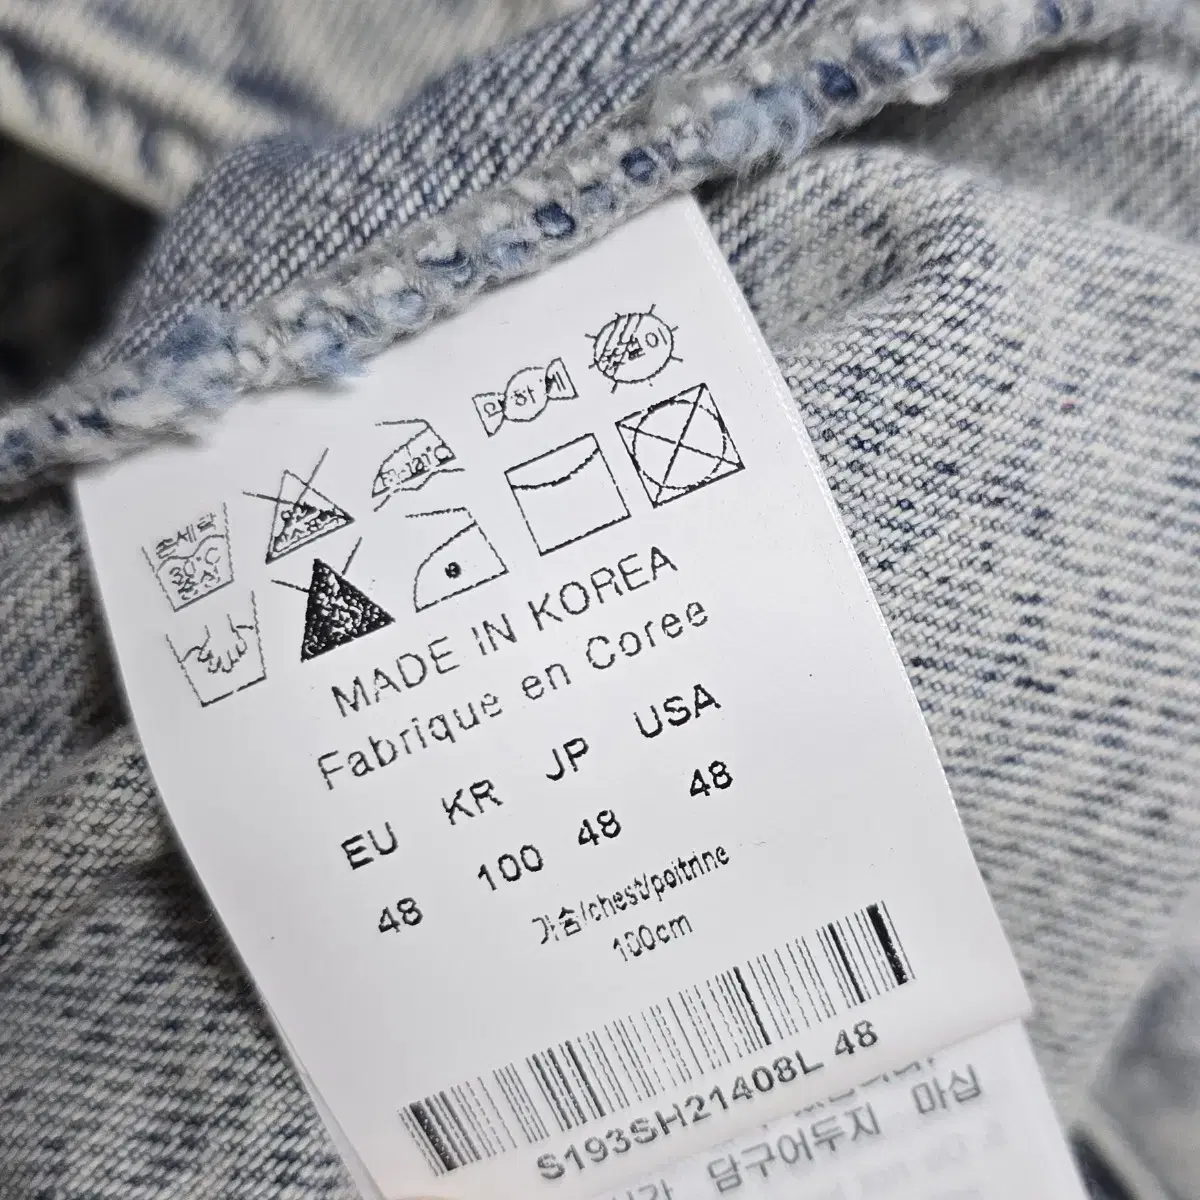 손세탁
30℃
중성
MADE IN KOREA
Fabrique en Coree
EU KR JP USA
48 100 48 48
가슴/chest/poitrine
100cm
S193SH21408L 48
담구어두지 마십